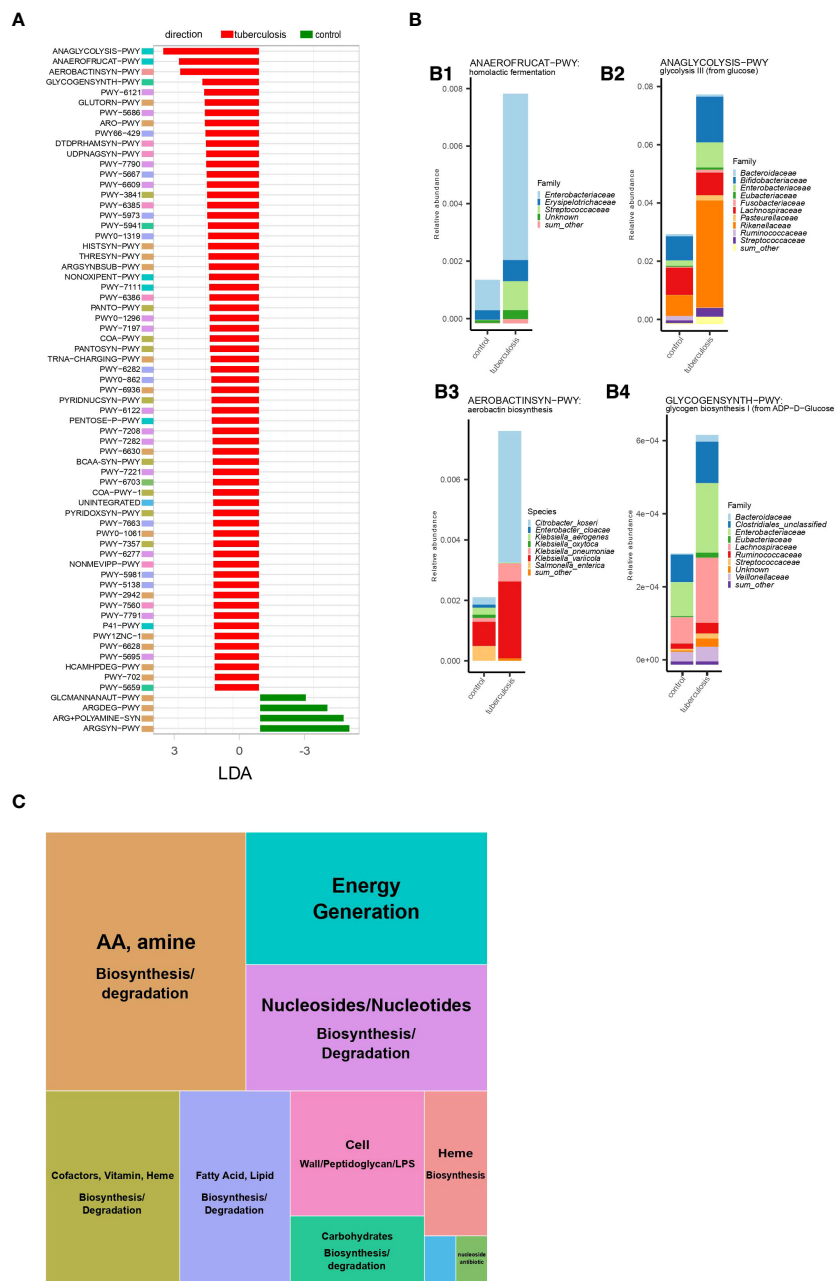 A
direction
tuberculosis
control
ANAGLYCOLYSIS-PWY
ANAEROFRUCAT-PWY
AEROBACTINSYN-PWY
GLYCOGENSYNTH-PWY
PWY-6121
GLUTORN-PWY
PWY-5686
ARO-PWY
PWY66-429
DTDPRHAMSYN-PWY
UDPNAGSYN-PWY
PWY-7790
PWY-5667
PWY-6609
PWY-3841
PWY-6385
PWY-5973
PWY-5941
PWY0-1319
HISTSYN-PWY
THRESYN-PWY
ARGSYNBSUB-PWY
NONOXIPENT-PWY
PWY-7111
PWY-6386
PANTO-PWY
PWY0-1296
PWY-7197
COA-PWY
PANTOSYN-PWY
TRNA-CHARGING-PWY
PWY-6282
PWY0-862
PWY-6936
PYRIDNUCSYN-PWY
PWY-6122
PENTOSE-P-PWY
PWY-7208
PWY-7282
PWY-6630
BCAA-SYN-PWY
PWY-7221
PWY-6703
COA-PWY-1
UNINTEGRATED
PYRIDOXSYN-PWY
PWY-7663
PWY0-1061
PWY-7357
PWY-6277
NONMEVIPP-PWY
PWY-5981
PWY-5138
PWY-2942
PWY-7560
PWY-7791
P41-PWY
PWY1ZNC-1
PWY-6628
PWY-5695
HCAMHPDEG-PWY
PWY-702
PWY-5659
GLCMANNANAUT-PWY
ARGDEG-PWY
ARG+POLYAMINE-SYN
ARGSYN-PWY
3
0
-3
LDA
B
B1
ANAEROFRUCAT-PWY:
homolactic fermentation
0.008
0.006
0.004
0.002
0.000
Relative abundance
control
tuberculosis
Family
Enterobacteriaceae
Erysipelotrichaceae
Streptococcaceae
Unknown
sum_other
B2
ANAGLYCOLYSIS-PWY
glycolysis III (from glucose)
0.08
0.06
0.04
0.02
0.00
Relative abundance
control
tuberculosis
Family
Bacteroidaceae
Bifidobacteriaceae
Enterobacteriaceae
Eubacteriaceae
Fusobacteriaceae
Lachnospiraceae
Pasteurellaceae
Rikenellaceae
Ruminococcaceae
Streptococcaceae
sum_other
B3
AEROBACTINSYN-PWY:
aerobactin biosynthesis
0.006
0.004
0.002
0.000
Relative abundance
control
tuberculosis
Species
Citrobacter_koseri
Enterobacter_cloacae
Klebsiella_aerogenes
Klebsiella_oxytoca
Klebsiella_pneumoniae
Klebsiella_variicola
Salmonella_enterica
sum_other
B4
GLYCOGENSYNTH-PWY:
glycogen biosynthesis I (from ADP-D-Glucose
6e-04
4e-04
2e-04
0e+00
Relative abundance
control
tuberculosis
Family
Bacteroidaceae
Clostridiales_unclassified
Enterobacteriaceae
Eubacteriaceae
Lachnospiraceae
Ruminococcaceae
Streptococcaceae
Unknown
Veillonellaceae
sum_other
C
AA, amine
Biosynthesis/
degradation
Energy
Generation
Nucleosides/Nucleotides
Biosynthesis/
Degradation
Cofactors, Vitamin, Heme
Biosynthesis/
Degradation
Fatty Acid, Lipid
Biosynthesis/
Degradation
Cell
Wall/Peptidoglycan/LPS
Carbohydrates
Biosynthesis/
degradation
Heme
Biosynthesis
nucleoside
antibiotic